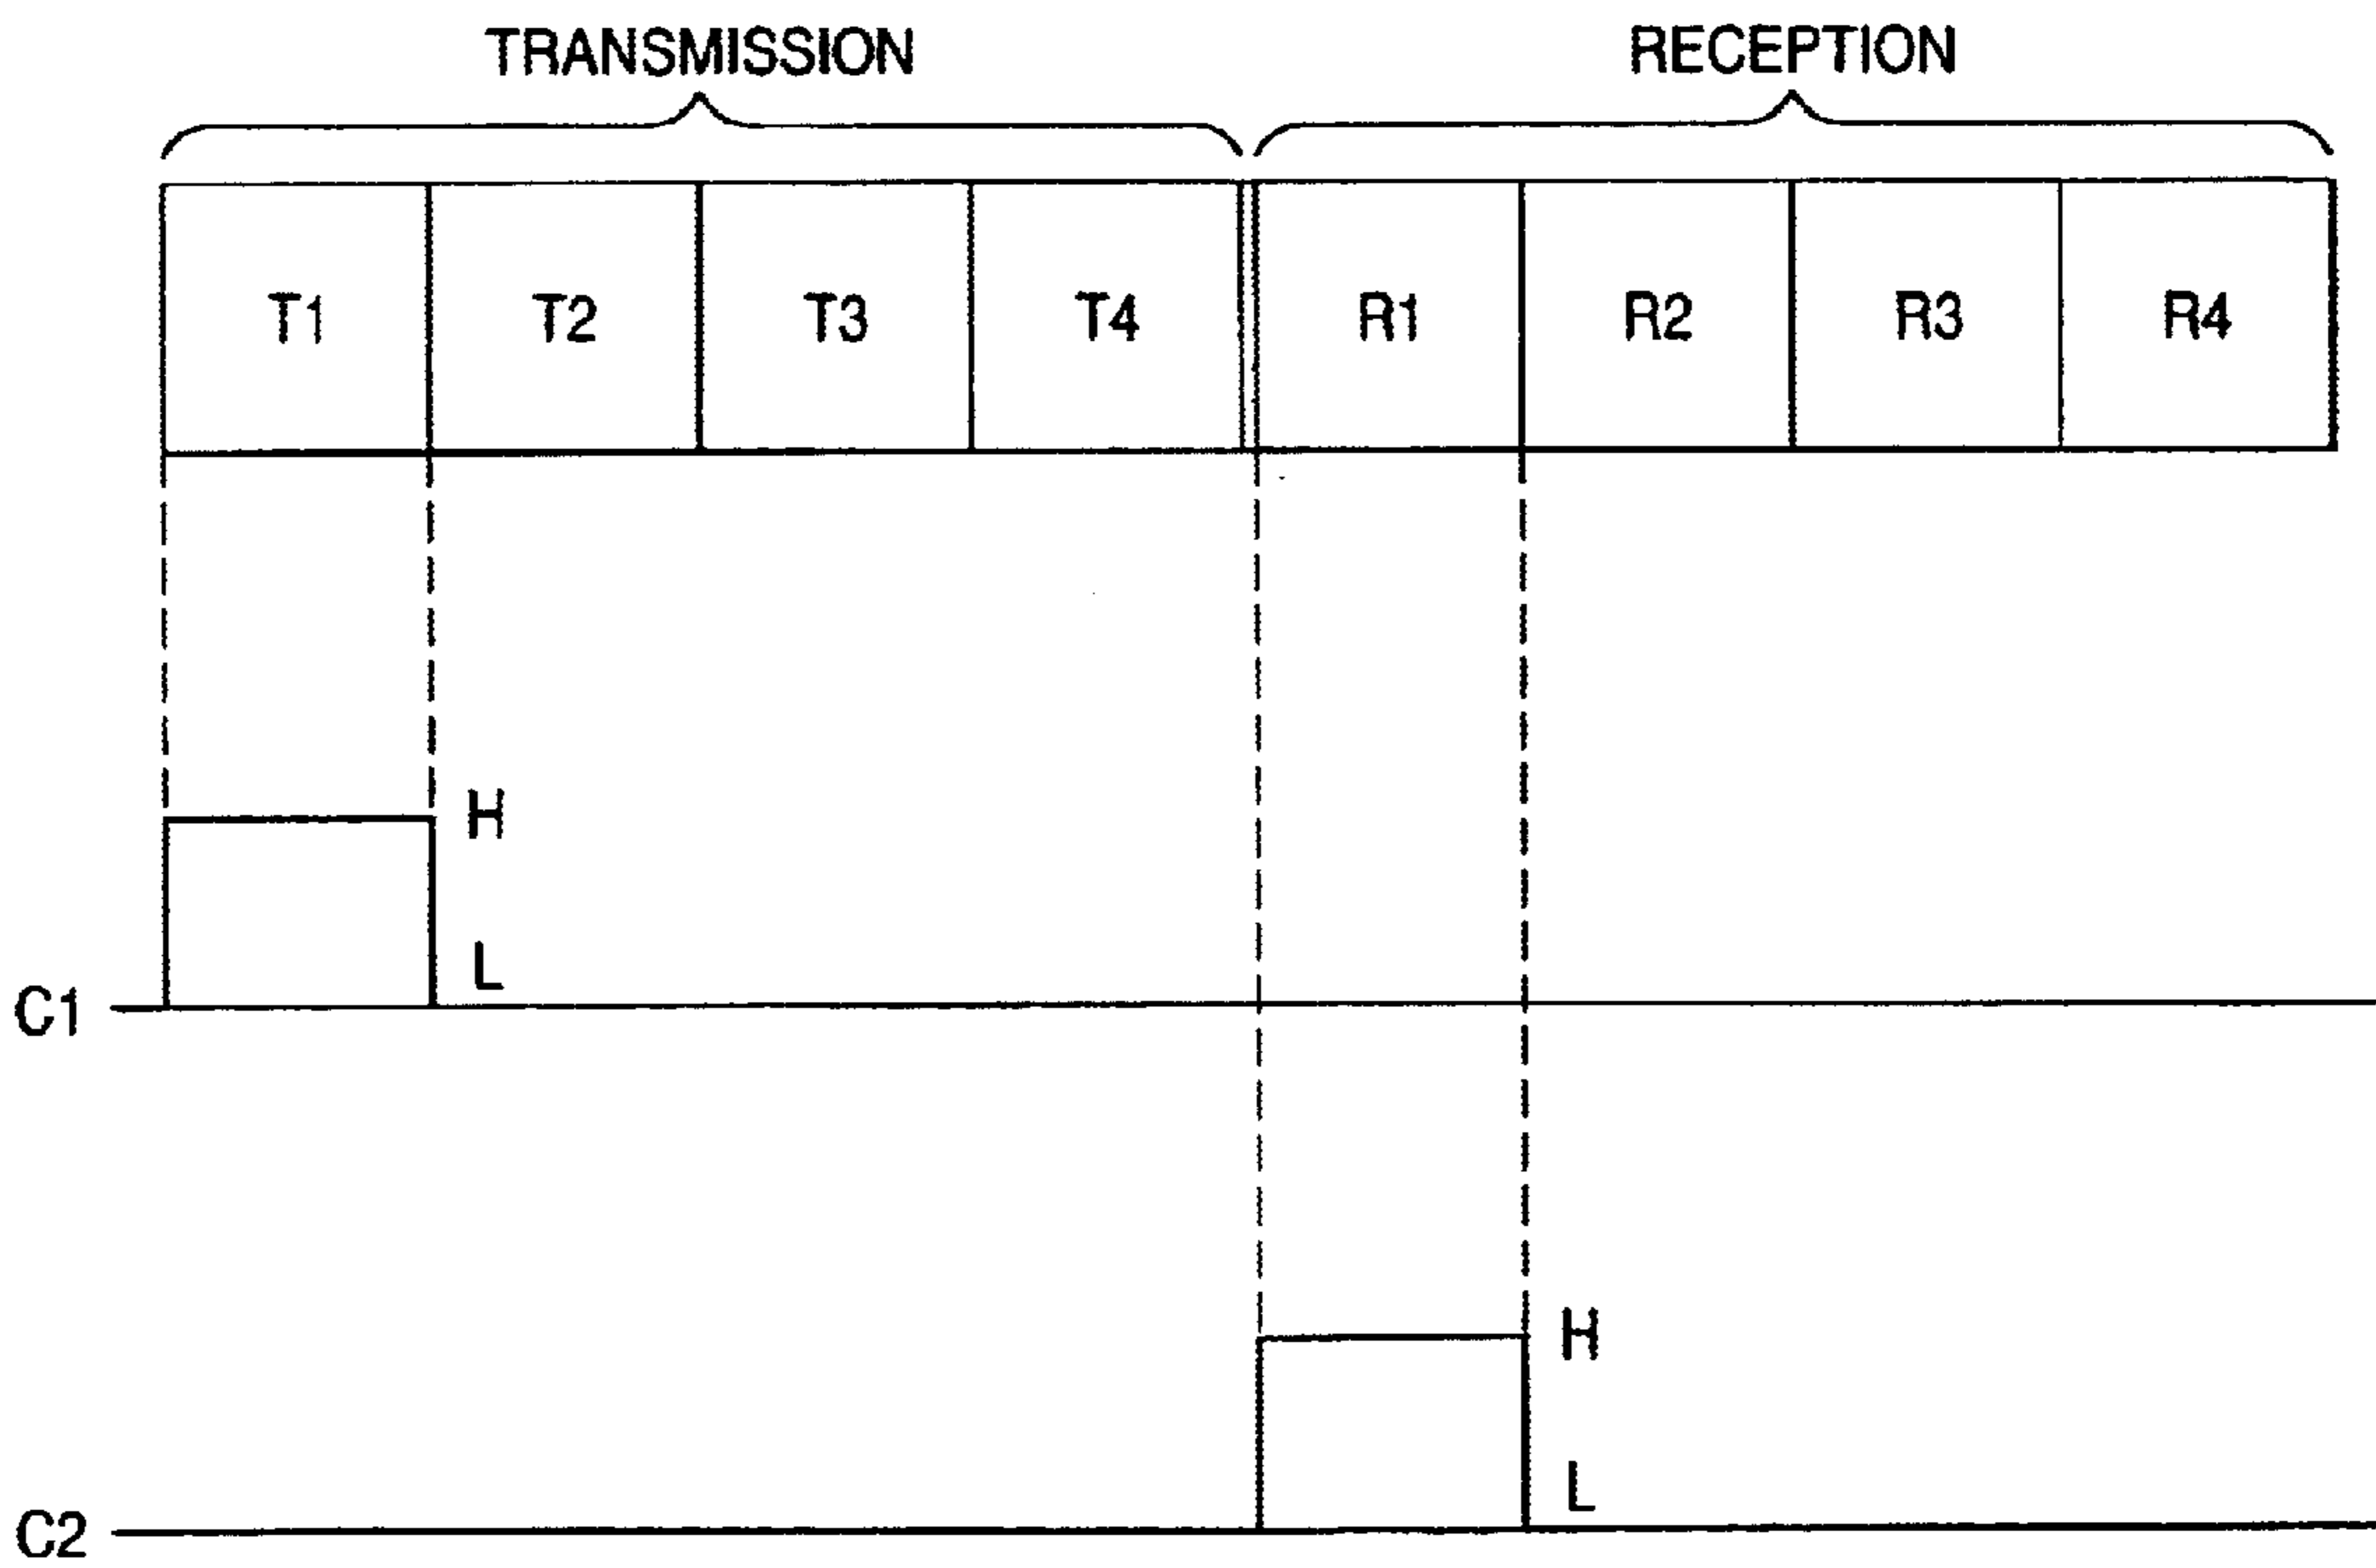 TRANSMISSION RECEPTION
T1 T2 T3 T4 R1 R2 R3 R4
H
L
C1
H
L
C2